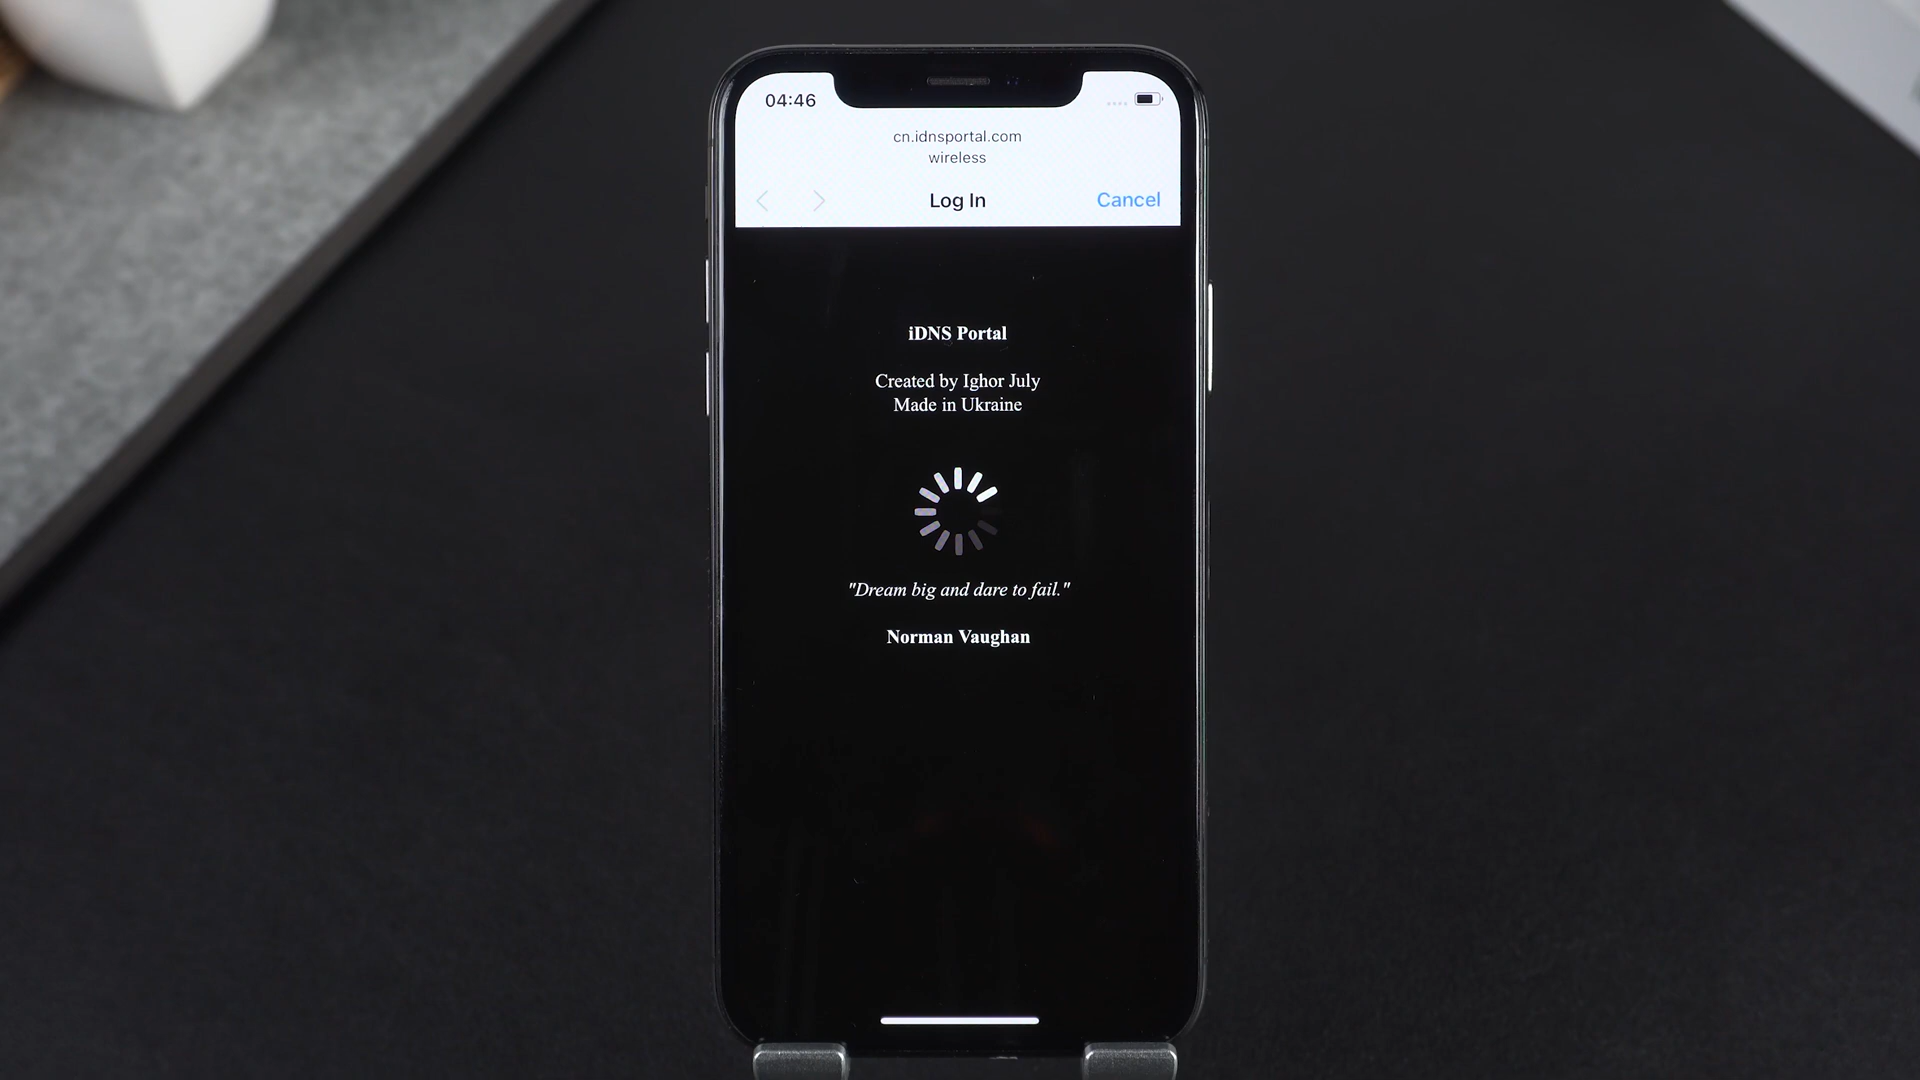 04:46
cn.idnsportal.com
wireless
Log In
Cancel
iDNS Portal
Created by Ighor July
Made in Ukraine
"Dream big and dare to fail."
Norman Vaughan